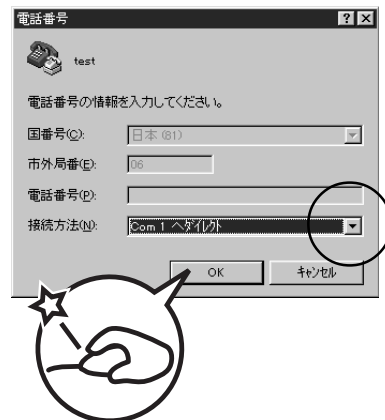 電話番号
test
電話番号の情報を入力してください。
国番号(C): 日本 (81)
市外局番(E): 06
電話番号(P):
接続方法(N): Com 1 へダイレクト
OK キャンセル